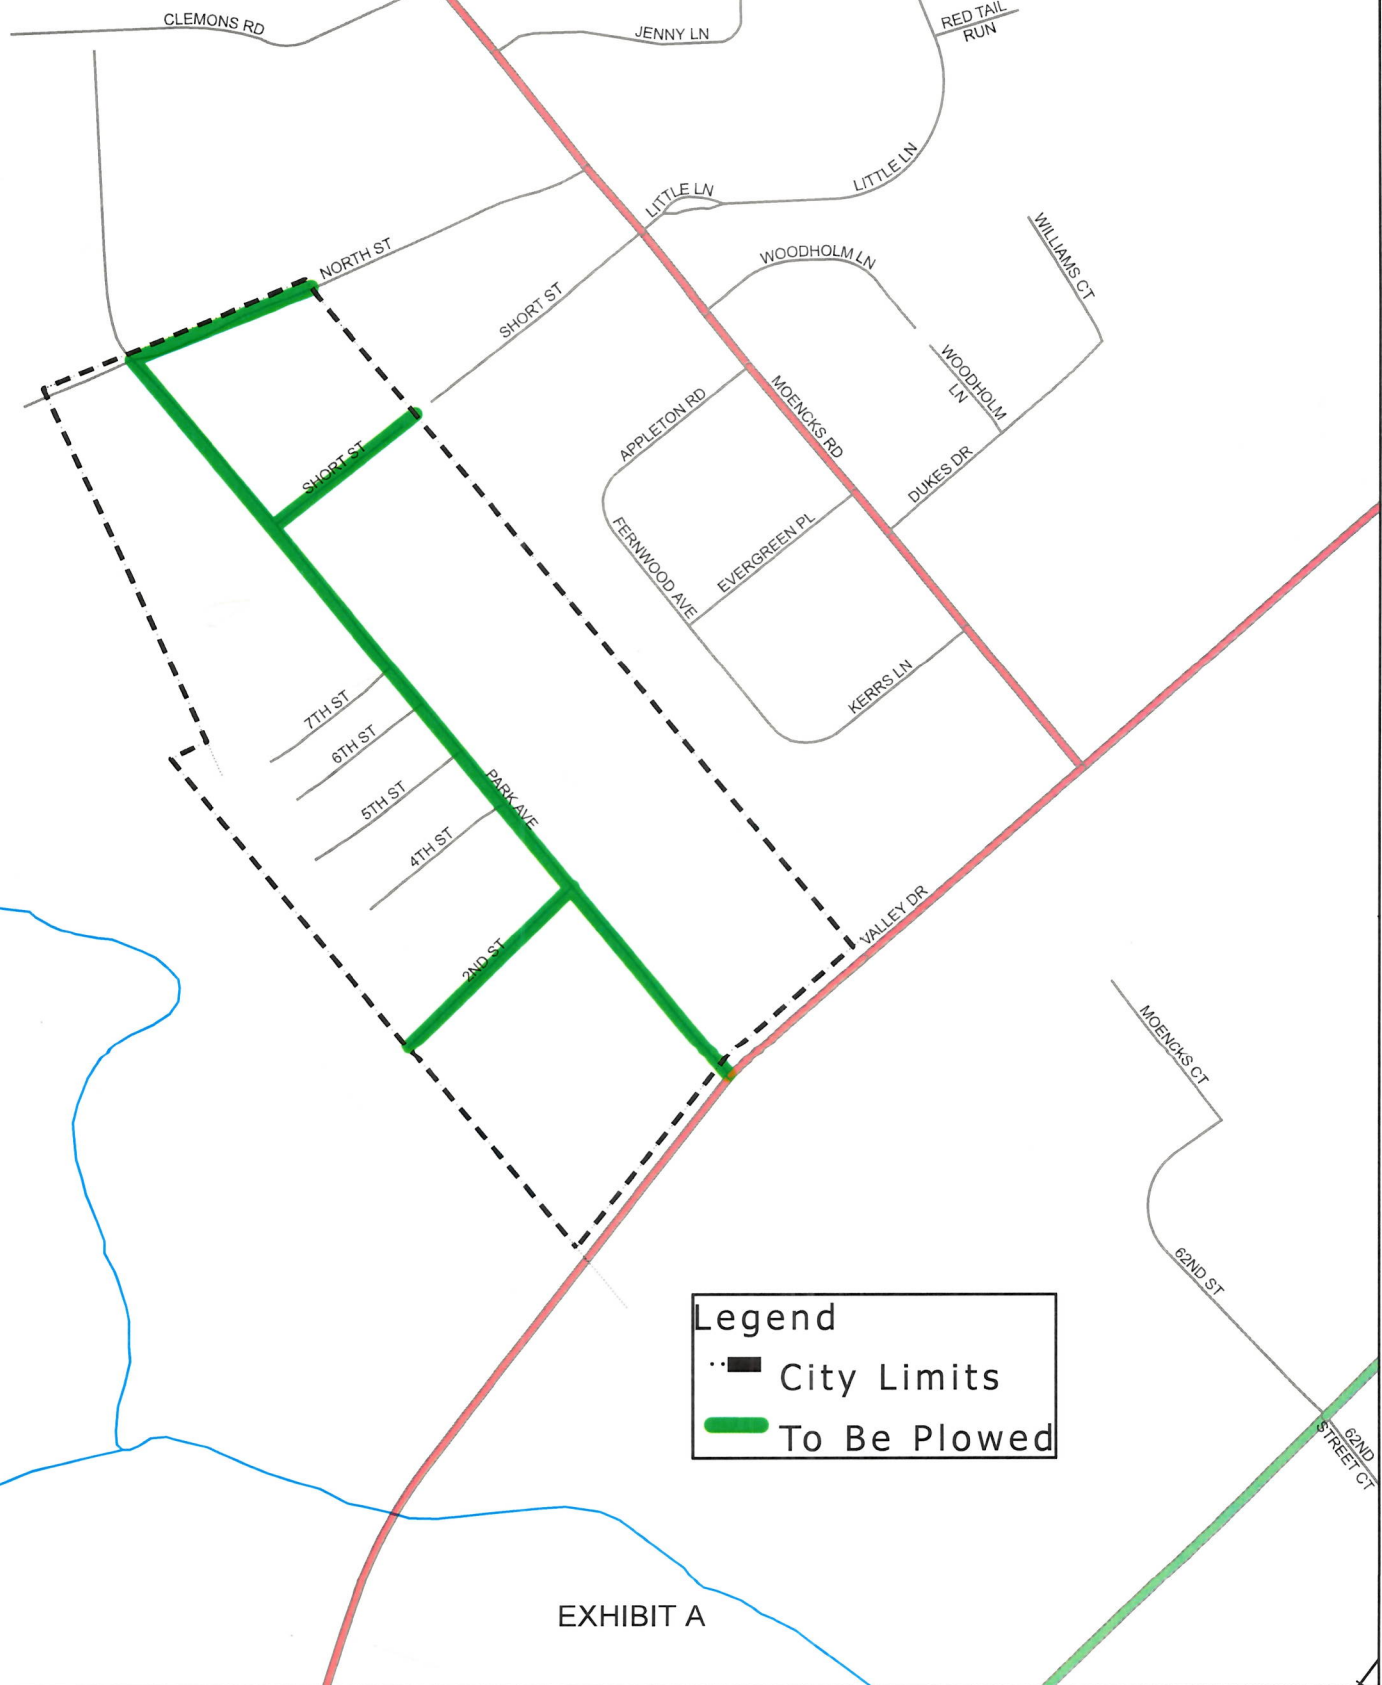 CLEMONS RD
JENNY LN
RED TAIL
RUN
LITTLE LN
LITTLE LN
NORTH ST
WOODHOLM LN
WILLIAMS CT
SHORT ST
WOODHOLM
LN
MOENCKS RD
APPLETON RD
SHORT ST
DUKES DR
FERNWOOD AVE
EVERGREEN PL
KERRS LN
7TH ST
6TH ST
5TH ST
PARK AVE
4TH ST
VALLEY DR
2ND ST
MOENCKS CT
62ND ST
Legend
City Limits
To Be Plowed
62ND
STREET CT
EXHIBIT A